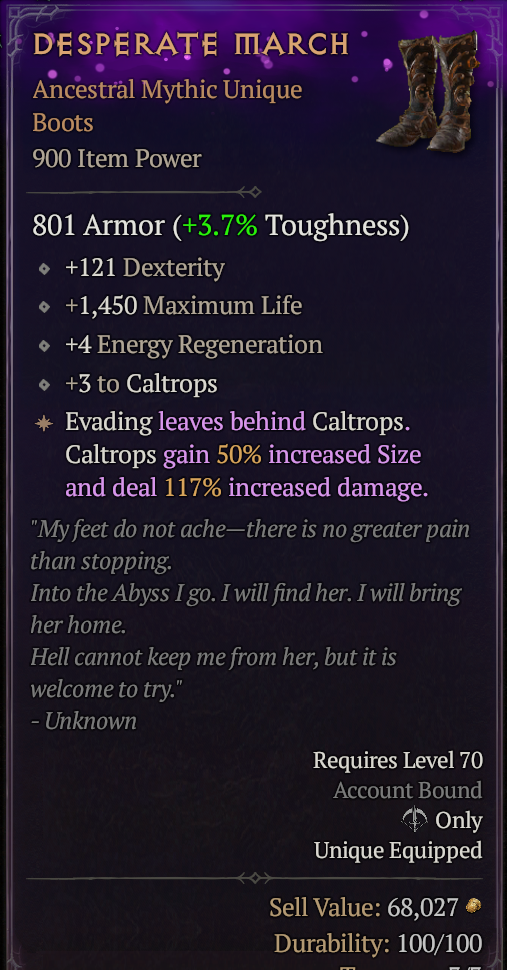 DESPERATE MARCH
Ancestral Mythic Unique
Boots
900 Item Power
801 Armor (+3.7% Toughness)
+121 Dexterity
+1,450 Maximum Life
+4 Energy Regeneration
+3 to Caltrops
Evading leaves behind Caltrops.
Caltrops gain 50% increased Size
and deal 117% increased damage.
"My feet do not ache—there is no greater pain
than stopping.
Into the Abyss I go. I will find her. I will bring
her home.
Hell cannot keep me from her, but it is
welcome to try."
- Unknown
Requires Level 70
Account Bound
Only
Unique Equipped
Sell Value: 68,027
Durability: 100/100